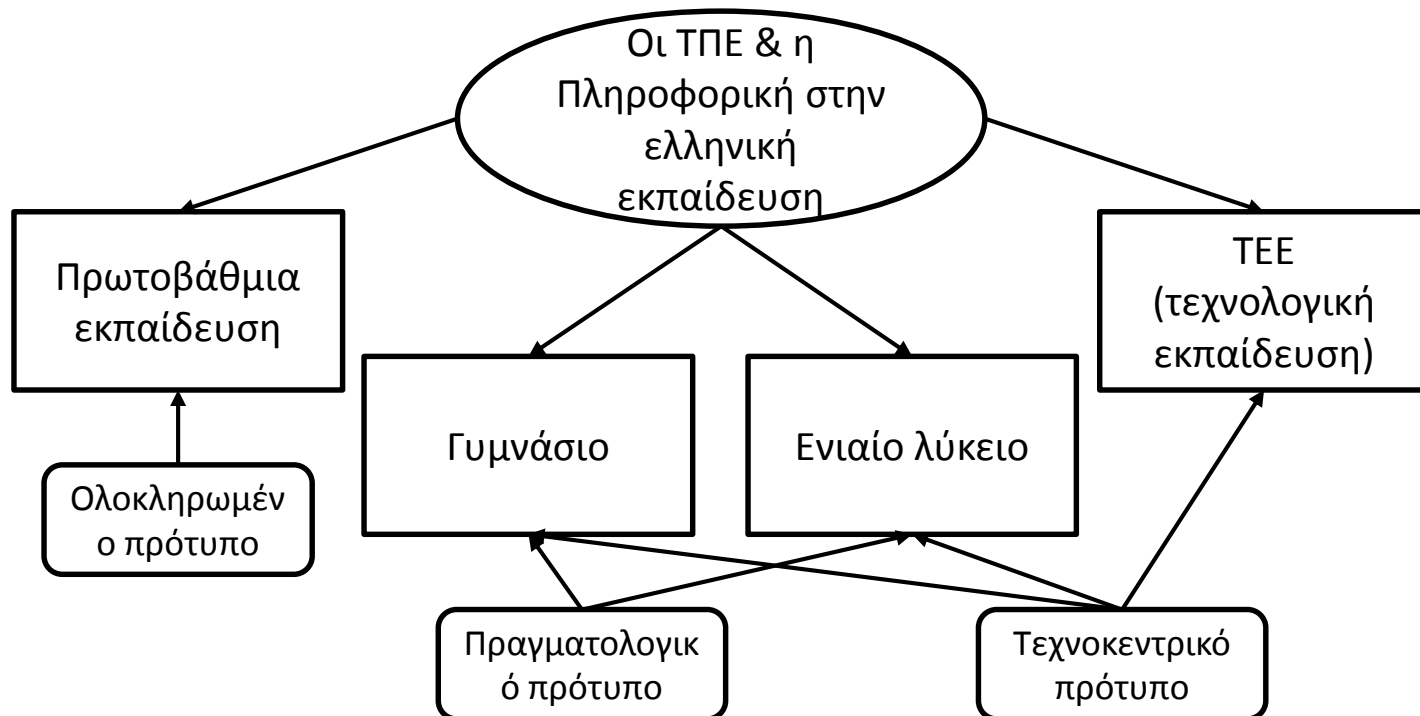 Οι ΤΠΕ & η
Πληροφορική στην
ελληνική
εκπαίδευση
Πρωτοβάθμια
εκπαίδευση
ΤΕΕ
(τεχνολογική
εκπαίδευση)
Γυμνάσιο
Ενιαίο λύκειο
Ολοκληρωμέν
ο πρότυπο
Πραγματολογικ
ό πρότυπο
Τεχνοκεντρικό
πρότυπο